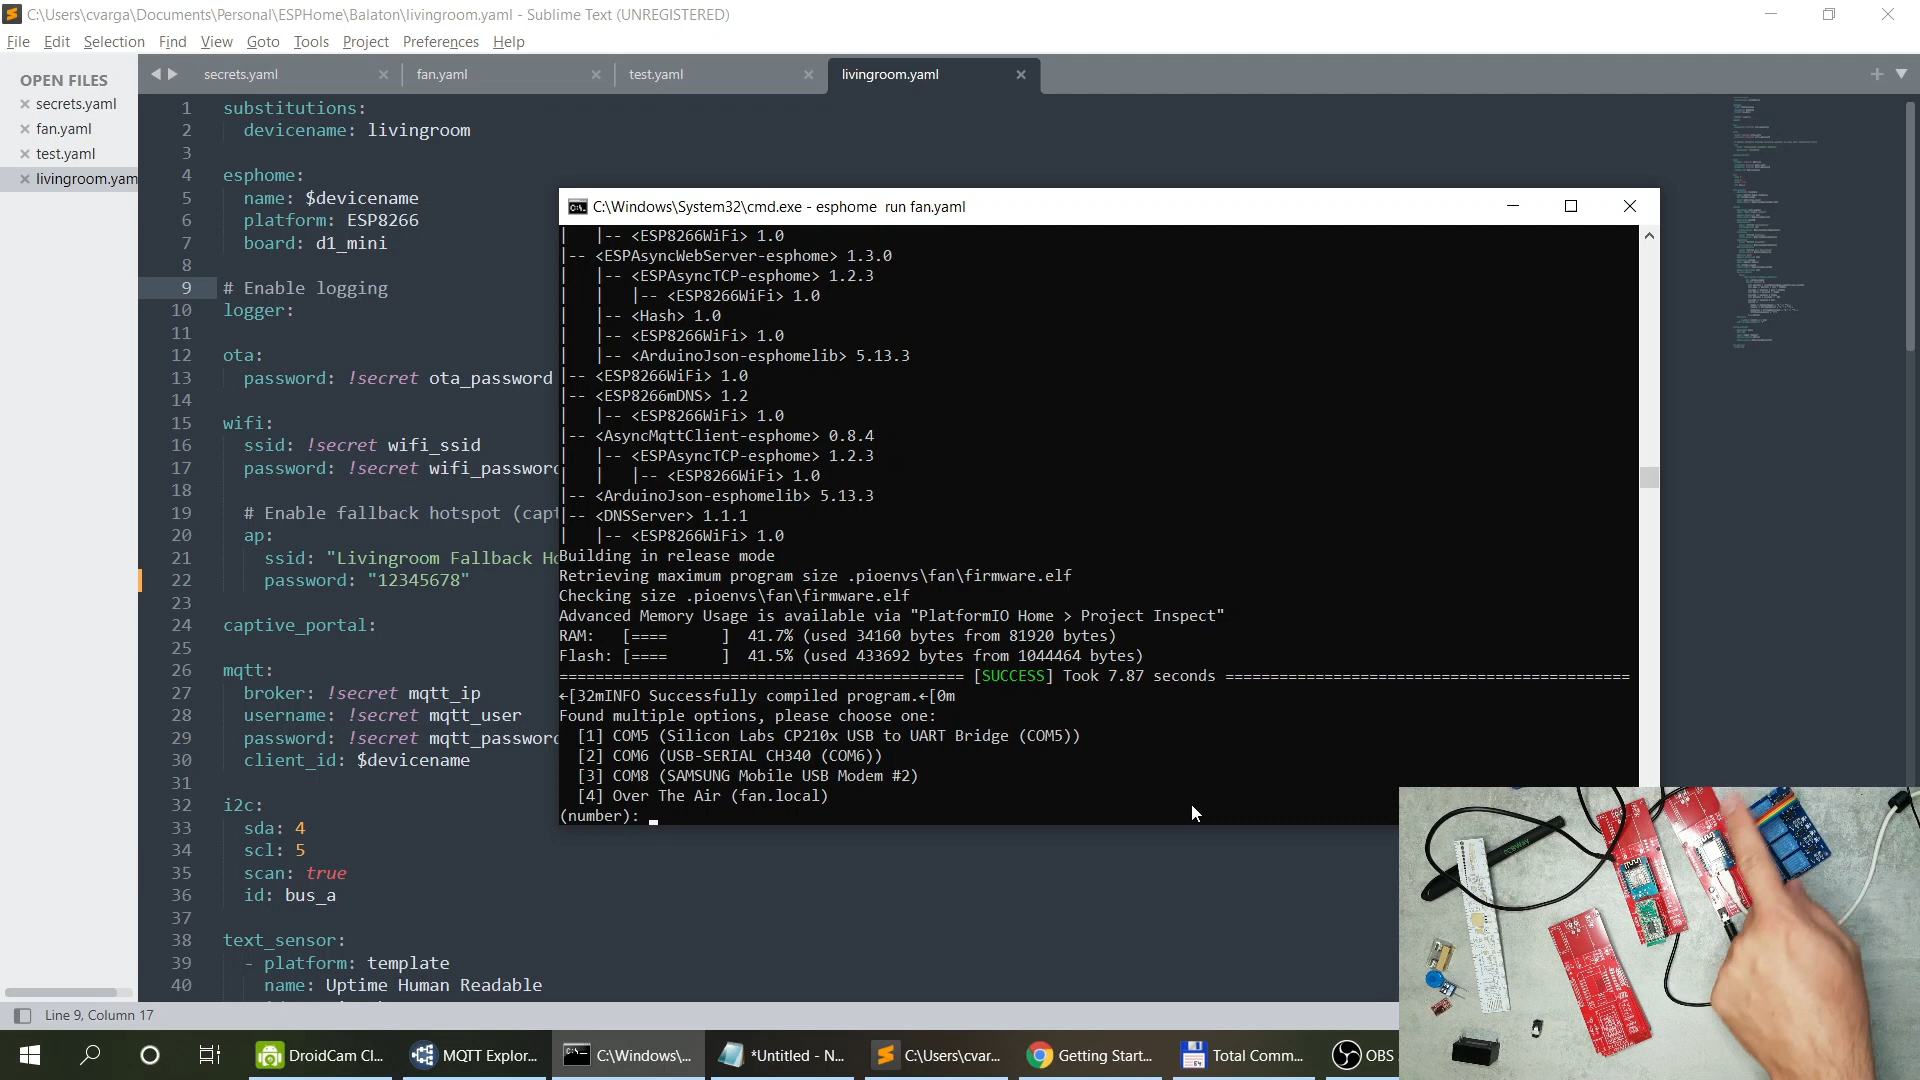 C:\Users\cvarga\Documents\Personal\ESPHome\Balaton\livingroom.yaml - Sublime Text (UNREGISTERED)
File Edit Selection Find View Goto Tools Project Preferences Help
OPEN FILES
secrets.yaml
fan.yaml
test.yaml
livingroom.yam
secrets.yaml fan.yaml test.yaml livingroom.yaml
1 substitutions:
2 devicename: livingroom
3
4 esphome:
5 name: $devicename
6 platform: ESP8266
7 board: d1_mini
8
9 # Enable logging
10 logger:
11
12 ota:
13 password: !secret ota_password
14
15 wifi:
16 ssid: !secret wifi_ssid
17 password: !secret wifi_password
18
19 # Enable fallback hotspot (capt
20 ap:
21 ssid: "Livingroom Fallback Ho
22 password: "12345678"
23
24 captive_portal:
25
26 mqtt:
27 broker: !secret mqtt_ip
28 username: !secret mqtt_user
29 password: !secret mqtt_password
30 client_id: $devicename
31
32 i2c:
33 sda: 4
34 scl: 5
35 scan: true
36 id: bus_a
37
38 text_sensor:
39 - platform: template
40 name: Uptime Human Readable
C:\Windows\System32\cmd.exe - esphome run fan.yaml
| |-- <ESP8266WiFi> 1.0
|-- <ESPAsyncWebServer-esphome> 1.3.0
| |-- <ESPAsyncTCP-esphome> 1.2.3
| | |-- <ESP8266WiFi> 1.0
| |-- <Hash> 1.0
| |-- <ESP8266WiFi> 1.0
| |-- <ArduinoJson-esphomelib> 5.13.3
|-- <ESP8266WiFi> 1.0
|-- <ESP8266mDNS> 1.2
| |-- <ESP8266WiFi> 1.0
|-- <AsyncMqttClient-esphome> 0.8.4
| |-- <ESPAsyncTCP-esphome> 1.2.3
| | |-- <ESP8266WiFi> 1.0
|-- <ArduinoJson-esphomelib> 5.13.3
|-- <DNSServer> 1.1.1
| |-- <ESP8266WiFi> 1.0
Building in release mode
Retrieving maximum program size .pioenvs\fan\firmware.elf
Checking size .pioenvs\fan\firmware.elf
Advanced Memory Usage is available via "PlatformIO Home > Project Inspect"
RAM: [==== ] 41.7% (used 34160 bytes from 81920 bytes)
Flash: [==== ] 41.5% (used 433692 bytes from 1044464 bytes)
============================================= [SUCCESS] Took 7.87 seconds =============================================
←[32mINFO Successfully compiled program.←[0m
Found multiple options, please choose one:
[1] COM5 (Silicon Labs CP210x USB to UART Bridge (COM5))
[2] COM6 (USB-SERIAL CH340 (COM6))
[3] COM8 (SAMSUNG Mobile USB Modem #2)
[4] Over The Air (fan.local)
(number):
Line 9, Column 17
DroidCam Cl... MQTT Explor... C:\Windows\... *Untitled - N... C:\Users\cvar... Getting Start... Total Comm... OBS